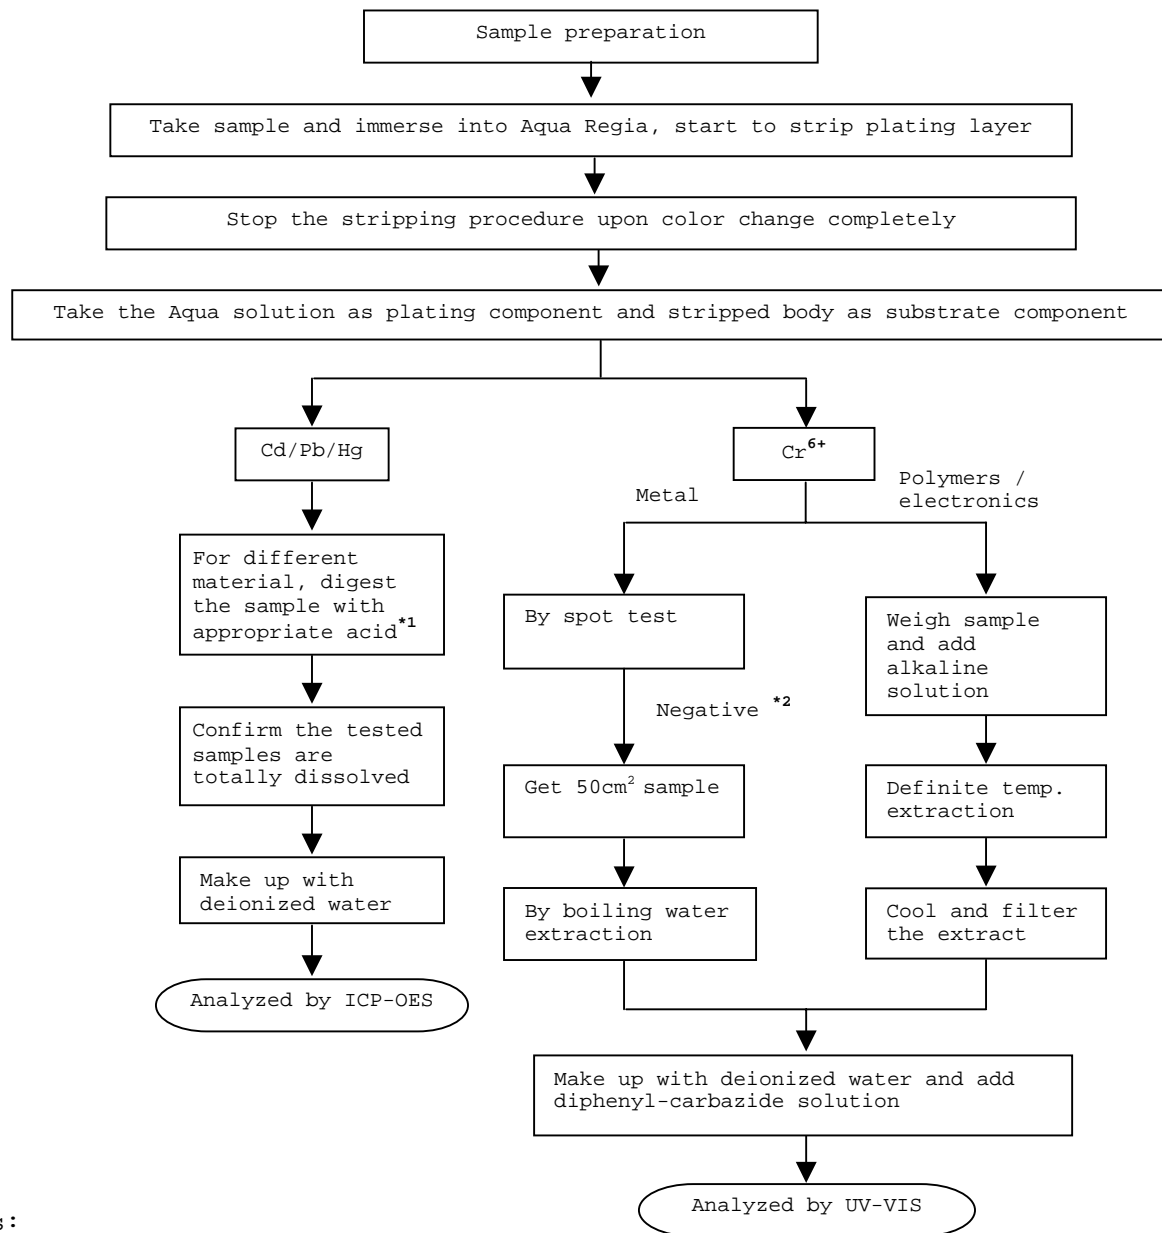 Sample preparation
Take sample and immerse into Aqua Regia, start to strip plating layer
Stop the stripping procedure upon color change completely
Take the Aqua solution as plating component and stripped body as substrate component
Cd/Pb/Hg
For different
material, digest
the sample with
appropriate acid*1
Confirm the tested
samples are
totally dissolved
Make up with
deionized water
Analyzed by ICP-OES
Cr6+
Metal
Polymers /
electronics
By spot test
Negative *2
Get 50cm2 sample
By boiling water
extraction
Weigh sample
and add
alkaline
solution
Definite temp.
extraction
Cool and filter
the extract
Make up with deionized water and add
diphenyl-carbazide solution
Analyzed by UV-VIS